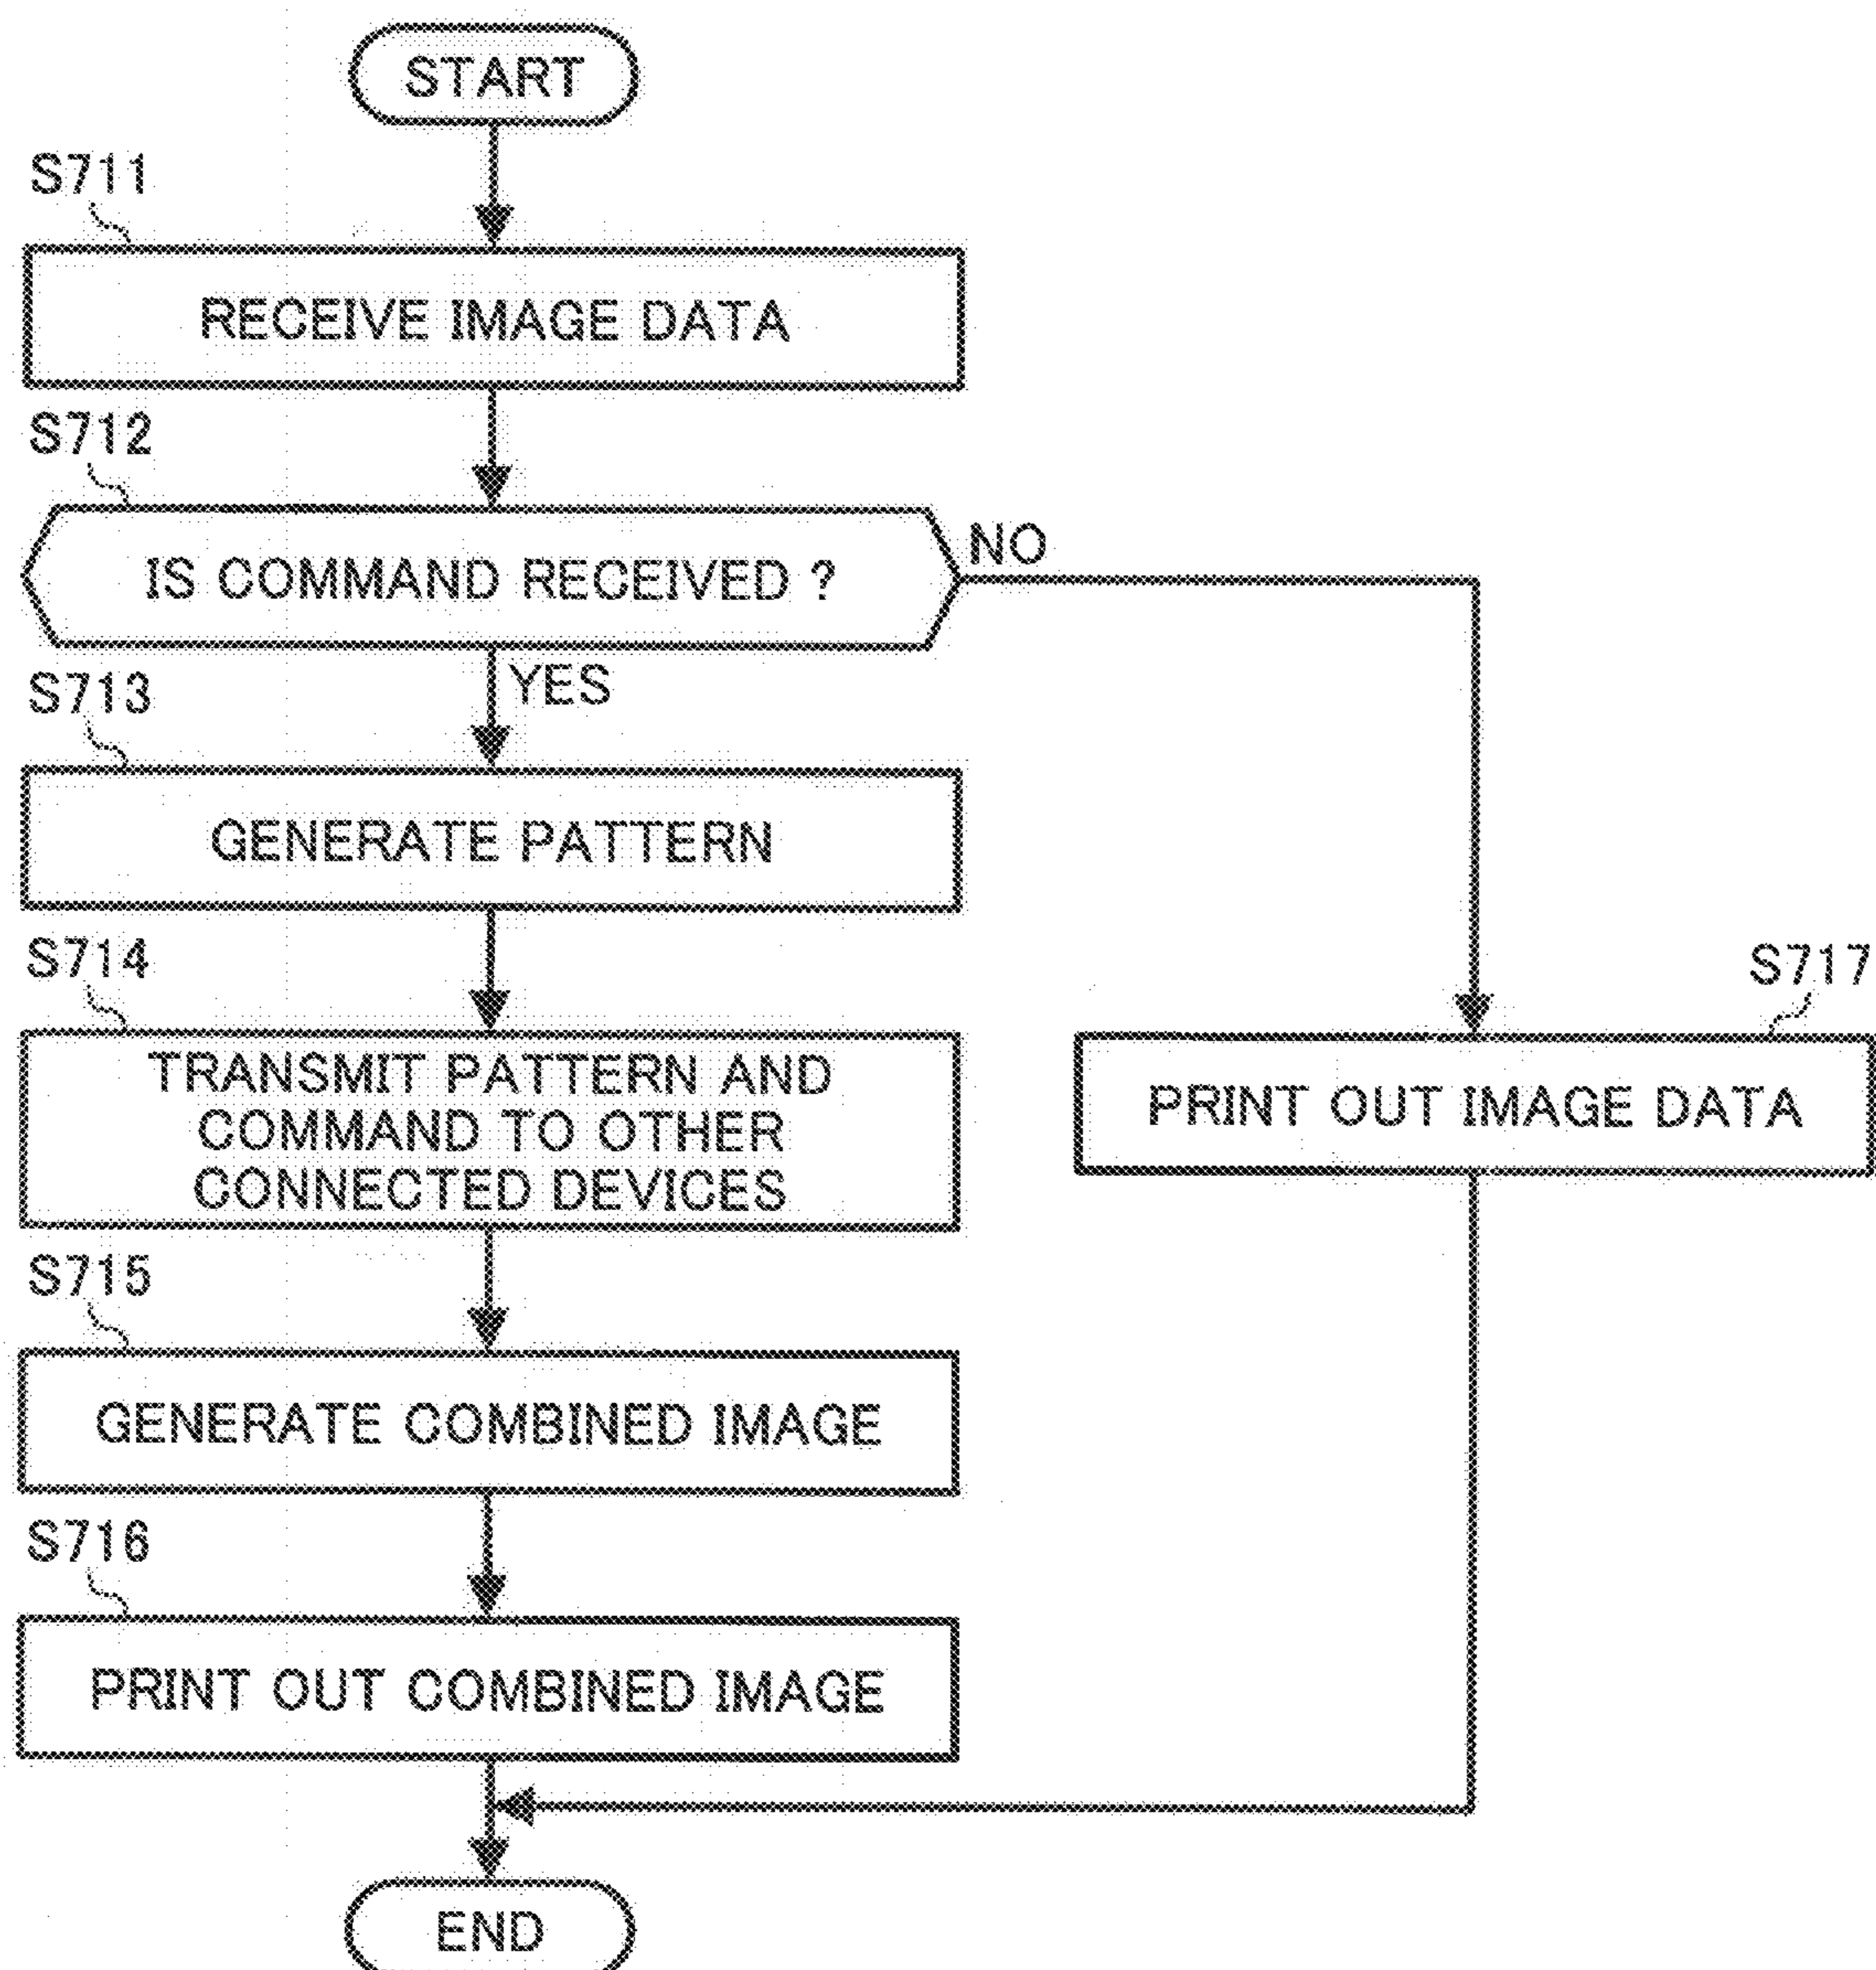 START
S711
RECEIVE IMAGE DATA
S712
IS COMMAND RECEIVED ?
NO
YES
S713
GENERATE PATTERN
S714
TRANSMIT PATTERN AND
COMMAND TO OTHER
CONNECTED DEVICES
S717
PRINT OUT IMAGE DATA
S715
GENERATE COMBINED IMAGE
S716
PRINT OUT COMBINED IMAGE
END